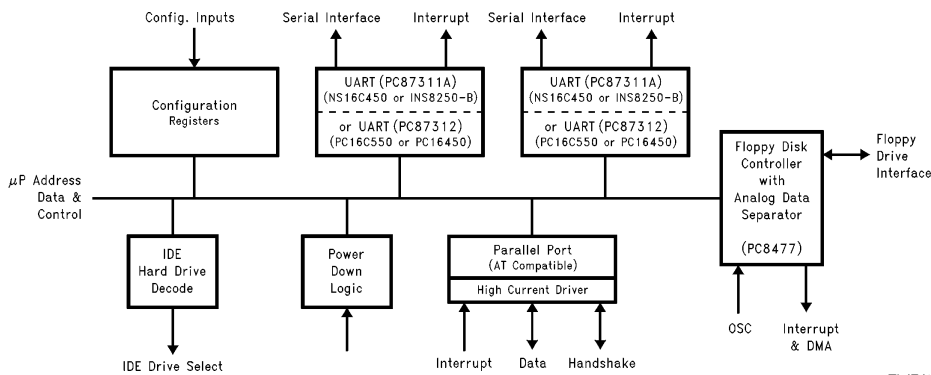 Config. Inputs
Serial Interface
Interrupt
Serial Interface
Interrupt
Configuration
Registers
UART (PC87311A)
(NS16C450 or INS8250-B)
or UART (PC87312)
(PC16C550 or PC16450)
UART (PC87311A)
(NS16C450 or INS8250-B)
or UART (PC87312)
(PC16C550 or PC16450)
Floppy Disk
Controller
with
Analog Data
Separator
(PC8477)
Floppy
Drive
Interface
μP Address
Data &
Control
IDE
Hard Drive
Decode
Power
Down
Logic
Parallel Port
(AT Compatible)
High Current Driver
IDE Drive Select
Interrupt
Data
Handshake
OSC
Interrupt
& DMA